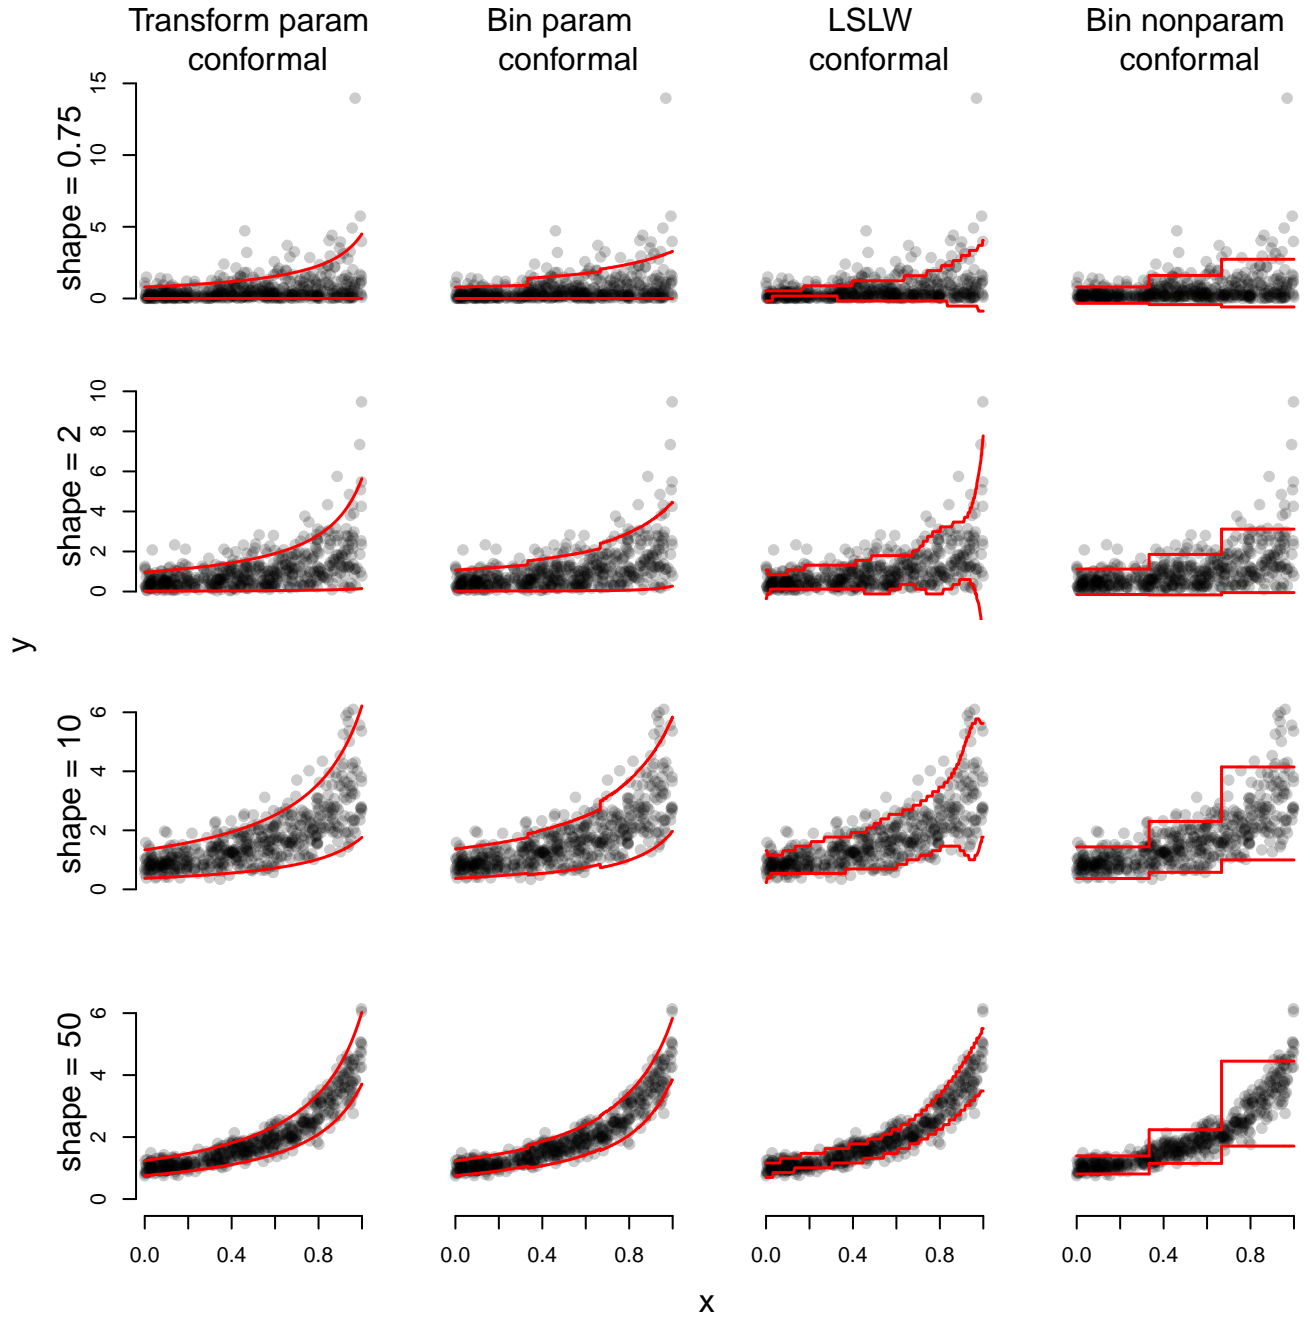 Transform param
conformal
Bin param
conformal
LSLW
conformal
Bin nonparam
conformal
shape = 0.75
0
5
10
15
shape = 2
0
2
4
6
8
10
y
shape = 10
0
2
4
6
shape = 50
0
2
4
6
0.0 0.4 0.8
0.0 0.4 0.8
0.0 0.4 0.8
0.0 0.4 0.8
x